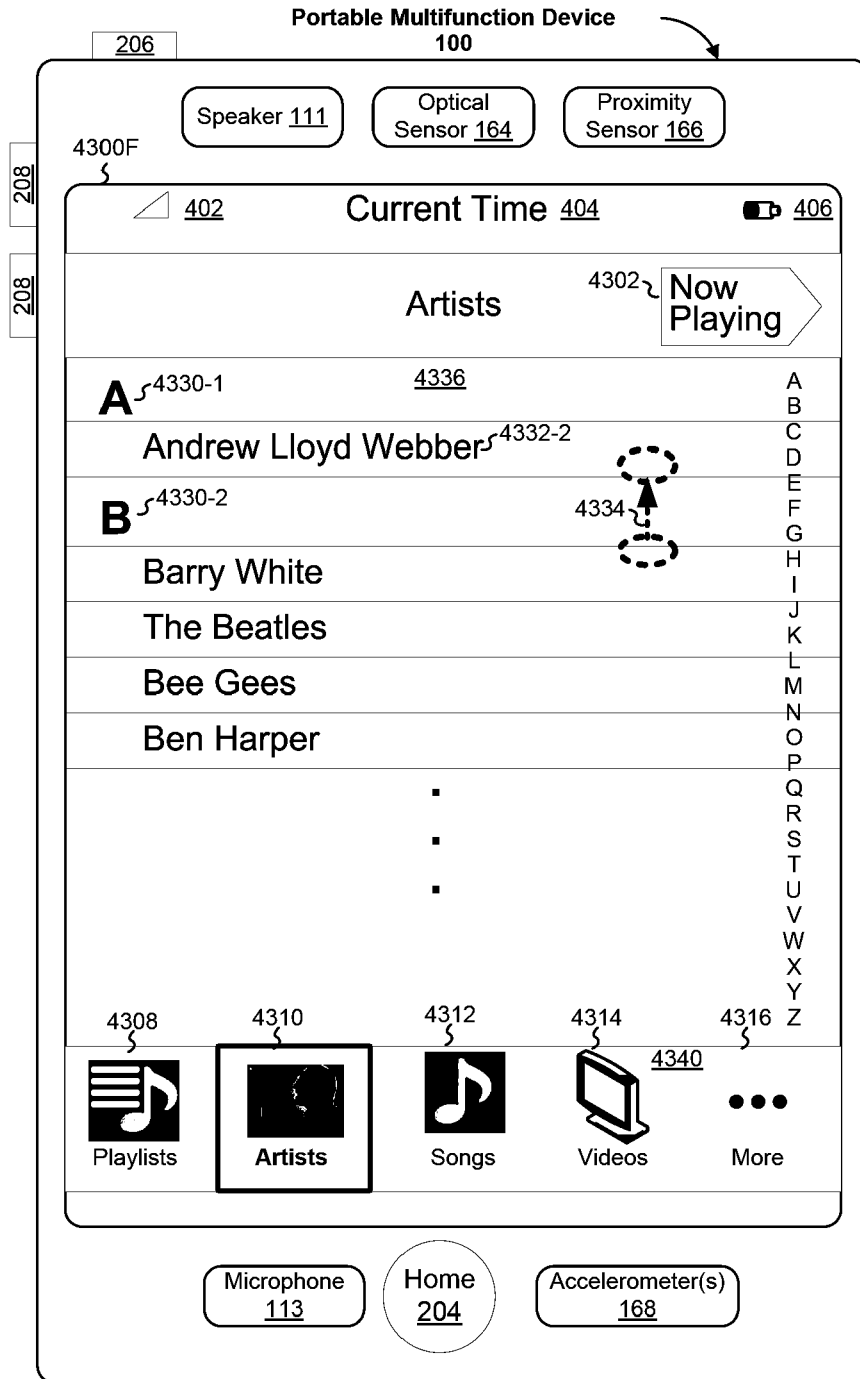 Portable Multifunction Device
100
206
Speaker 111
Optical
Sensor 164
Proximity
Sensor 166
208
208
4300F
402
Current Time 404
406
Artists
4302
Now
Playing
A
4330-1
4336
Andrew Lloyd Webber
4332-2
B
4330-2
4334
Barry White
The Beatles
Bee Gees
Ben Harper
A
B
C
D
E
F
G
H
I
J
K
L
M
N
O
P
Q
R
S
T
U
V
W
X
Y
Z
4308
4310
4312
4314
4316
4340
Playlists
Artists
Songs
Videos
More
Microphone
113
Home
204
Accelerometer(s)
168